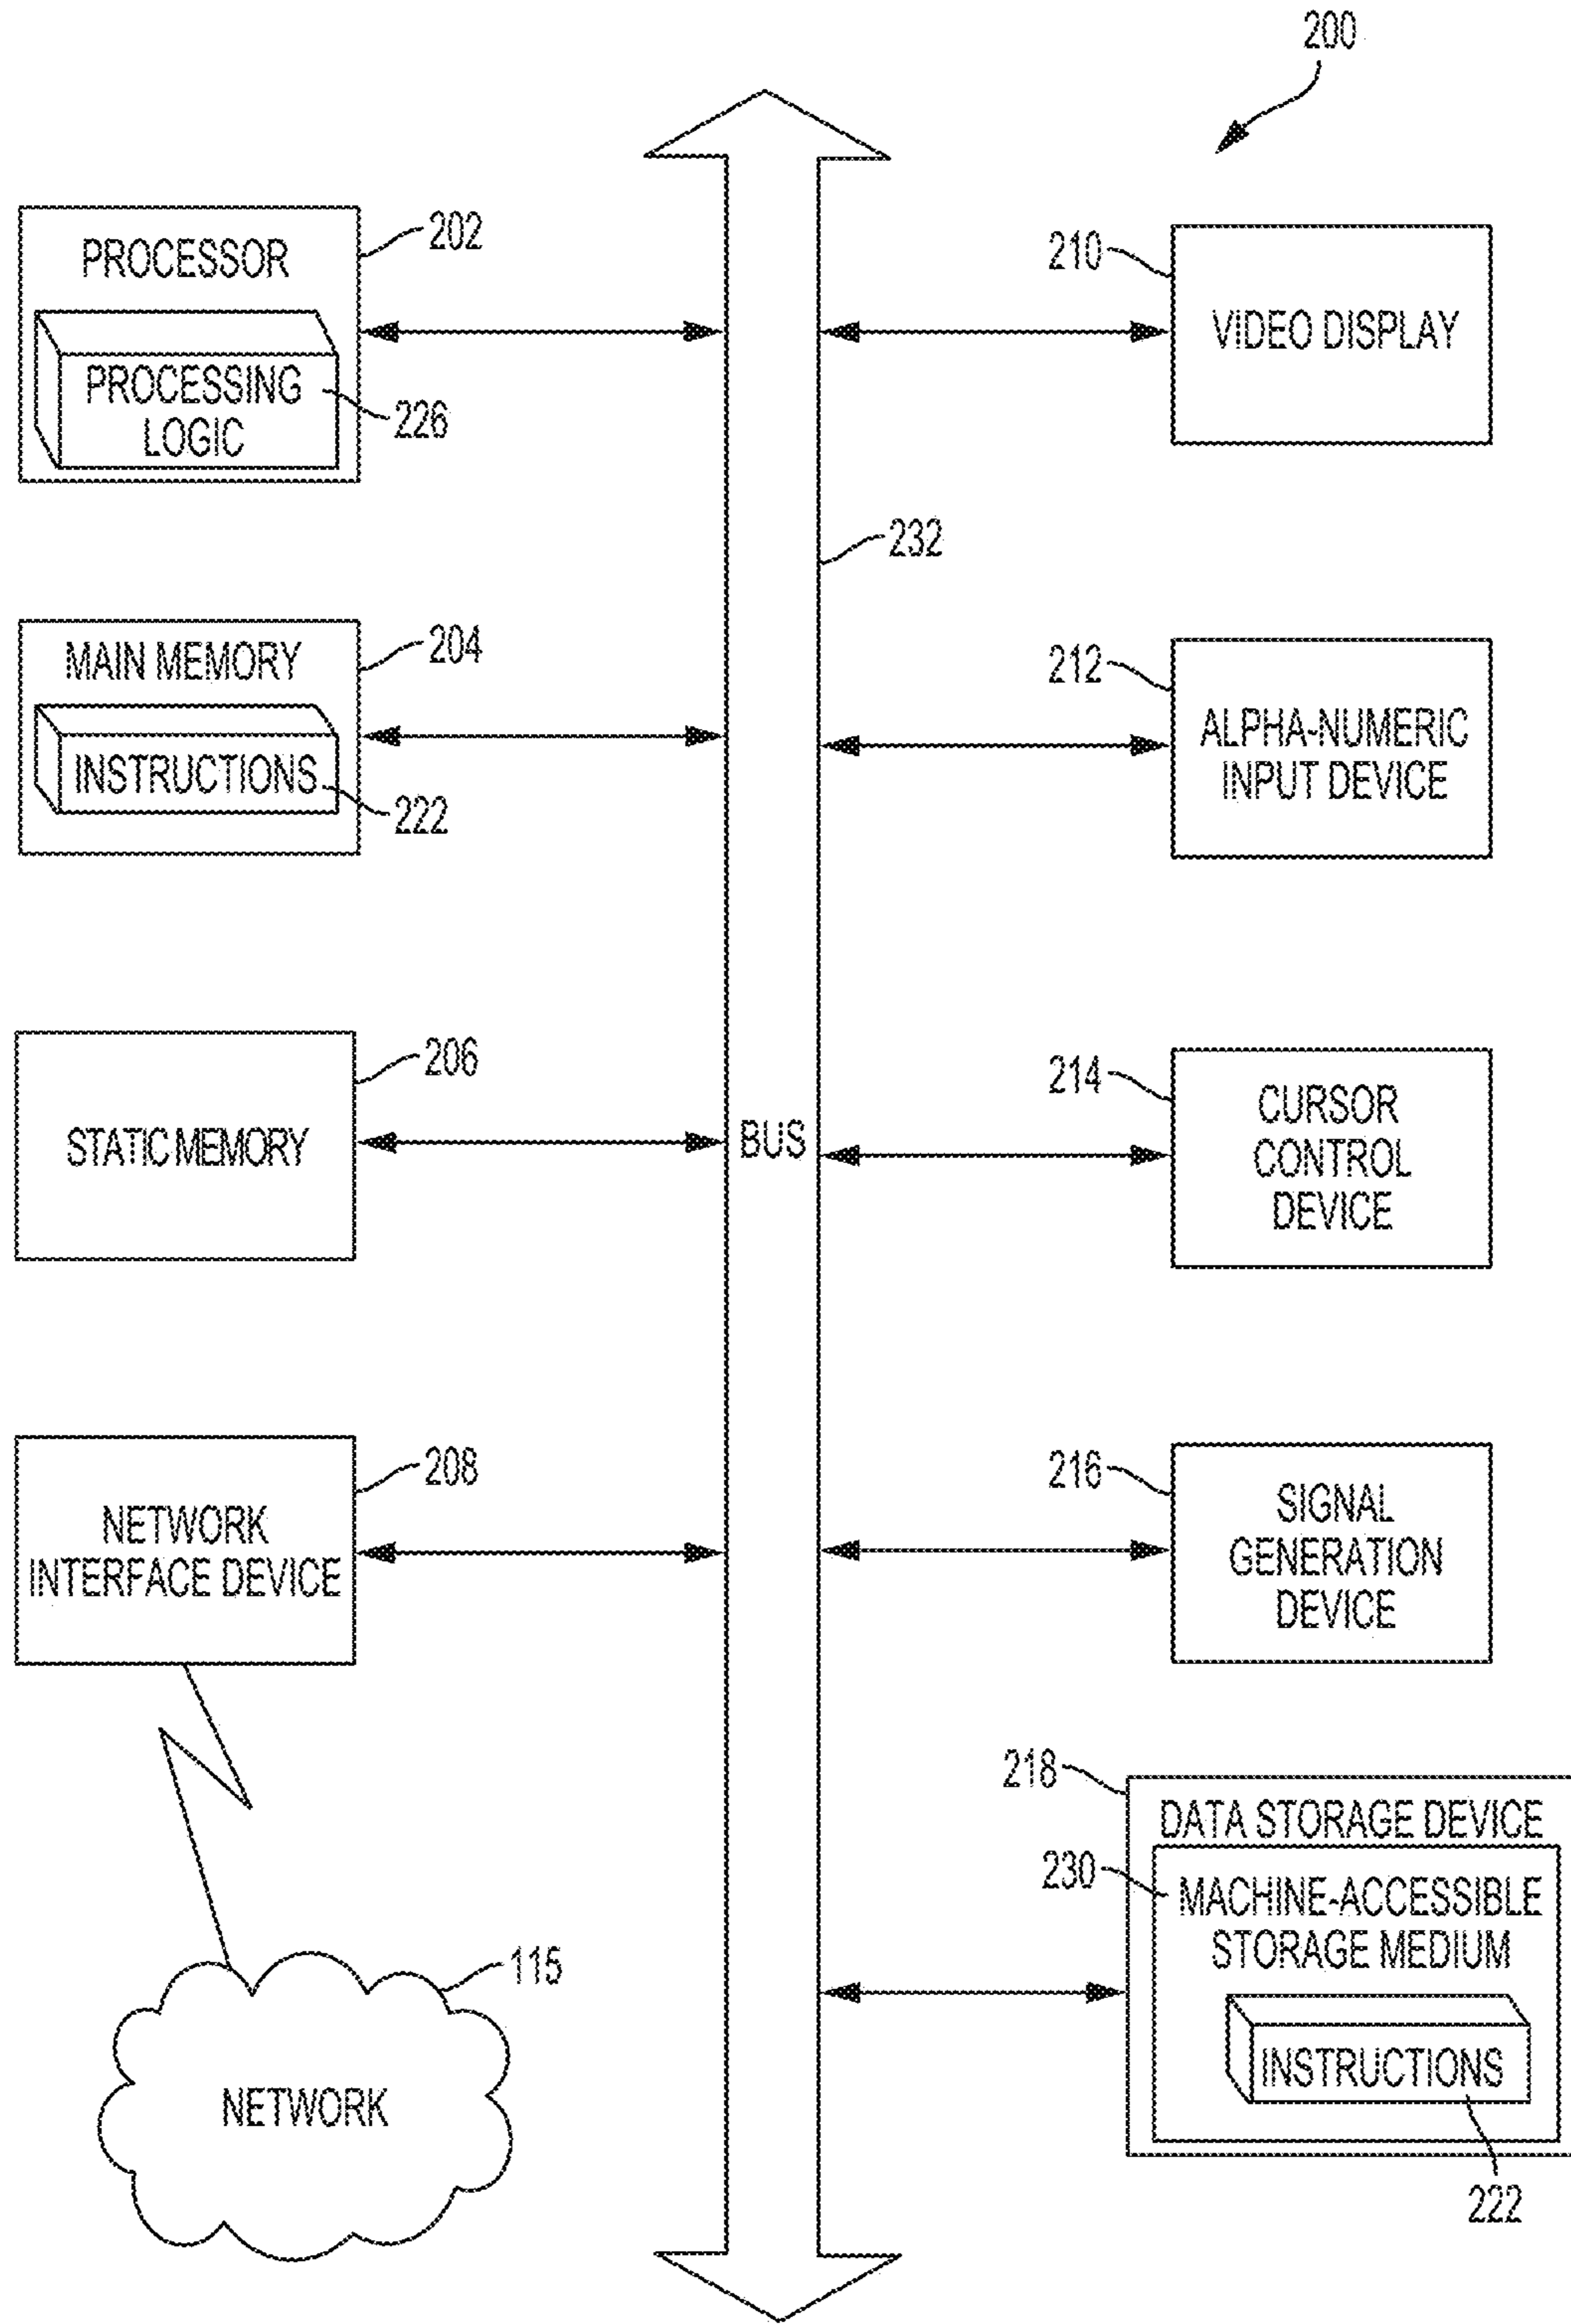 200
PROCESSOR
202
PROCESSING
LOGIC
226
MAIN MEMORY
204
INSTRUCTIONS
222
STATIC MEMORY
206
NETWORK
INTERFACE DEVICE
208
NETWORK
115
BUS
232
210
VIDEO DISPLAY
212
ALPHA-NUMERIC
INPUT DEVICE
214
CURSOR
CONTROL
DEVICE
216
SIGNAL
GENERATION
DEVICE
218
DATA STORAGE DEVICE
230
MACHINE-ACCESSIBLE
STORAGE MEDIUM
INSTRUCTIONS
222